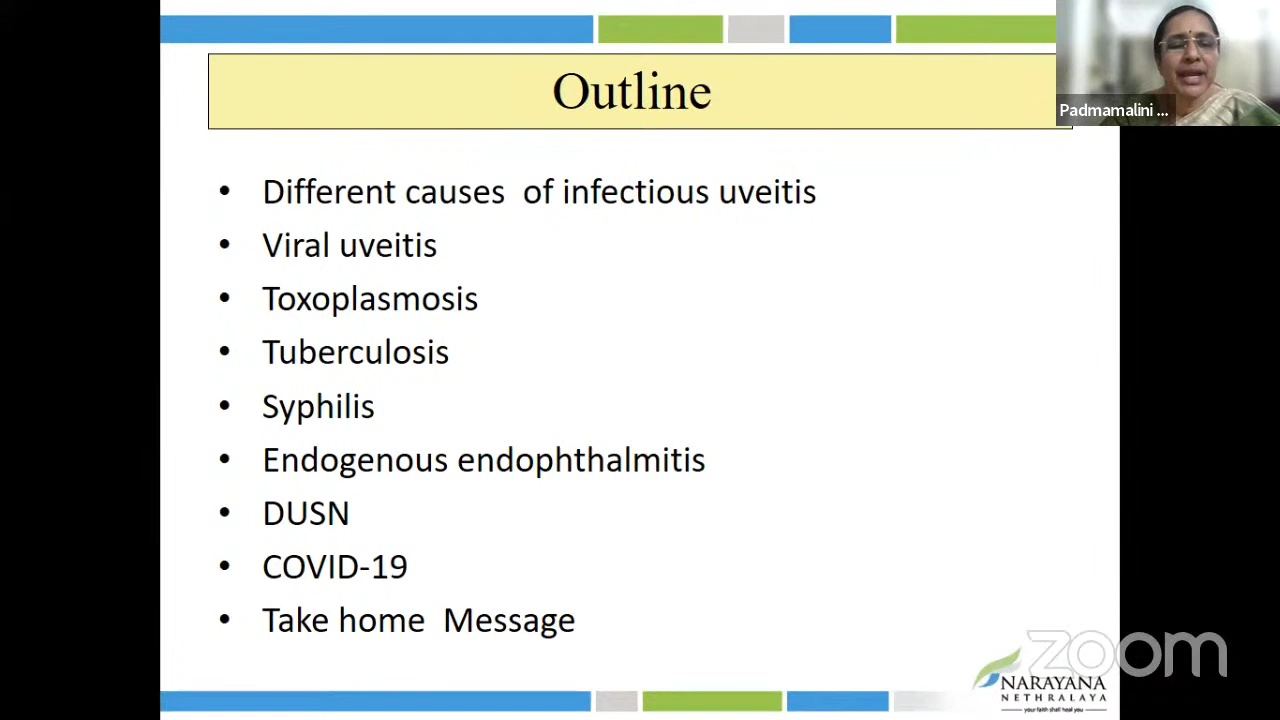 Outline
Padmamalini ...
• Different causes of infectious uveitis
• Viral uveitis
• Toxoplasmosis
• Tuberculosis
• Syphilis
• Endogenous endophthalmitis
• DUSN
• COVID-19
• Take home Message
zoom
NARAYANA
NETHRALAYA
your faith shall heal you